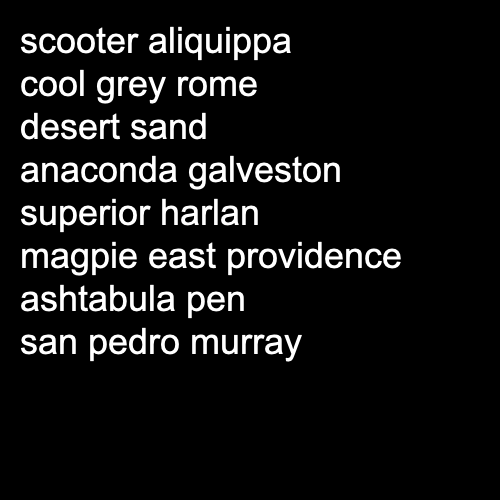 scooter aliquippa
cool grey rome
desert sand
anaconda galveston
superior harlan
magpie east providence
ashtabula pen
san pedro murray